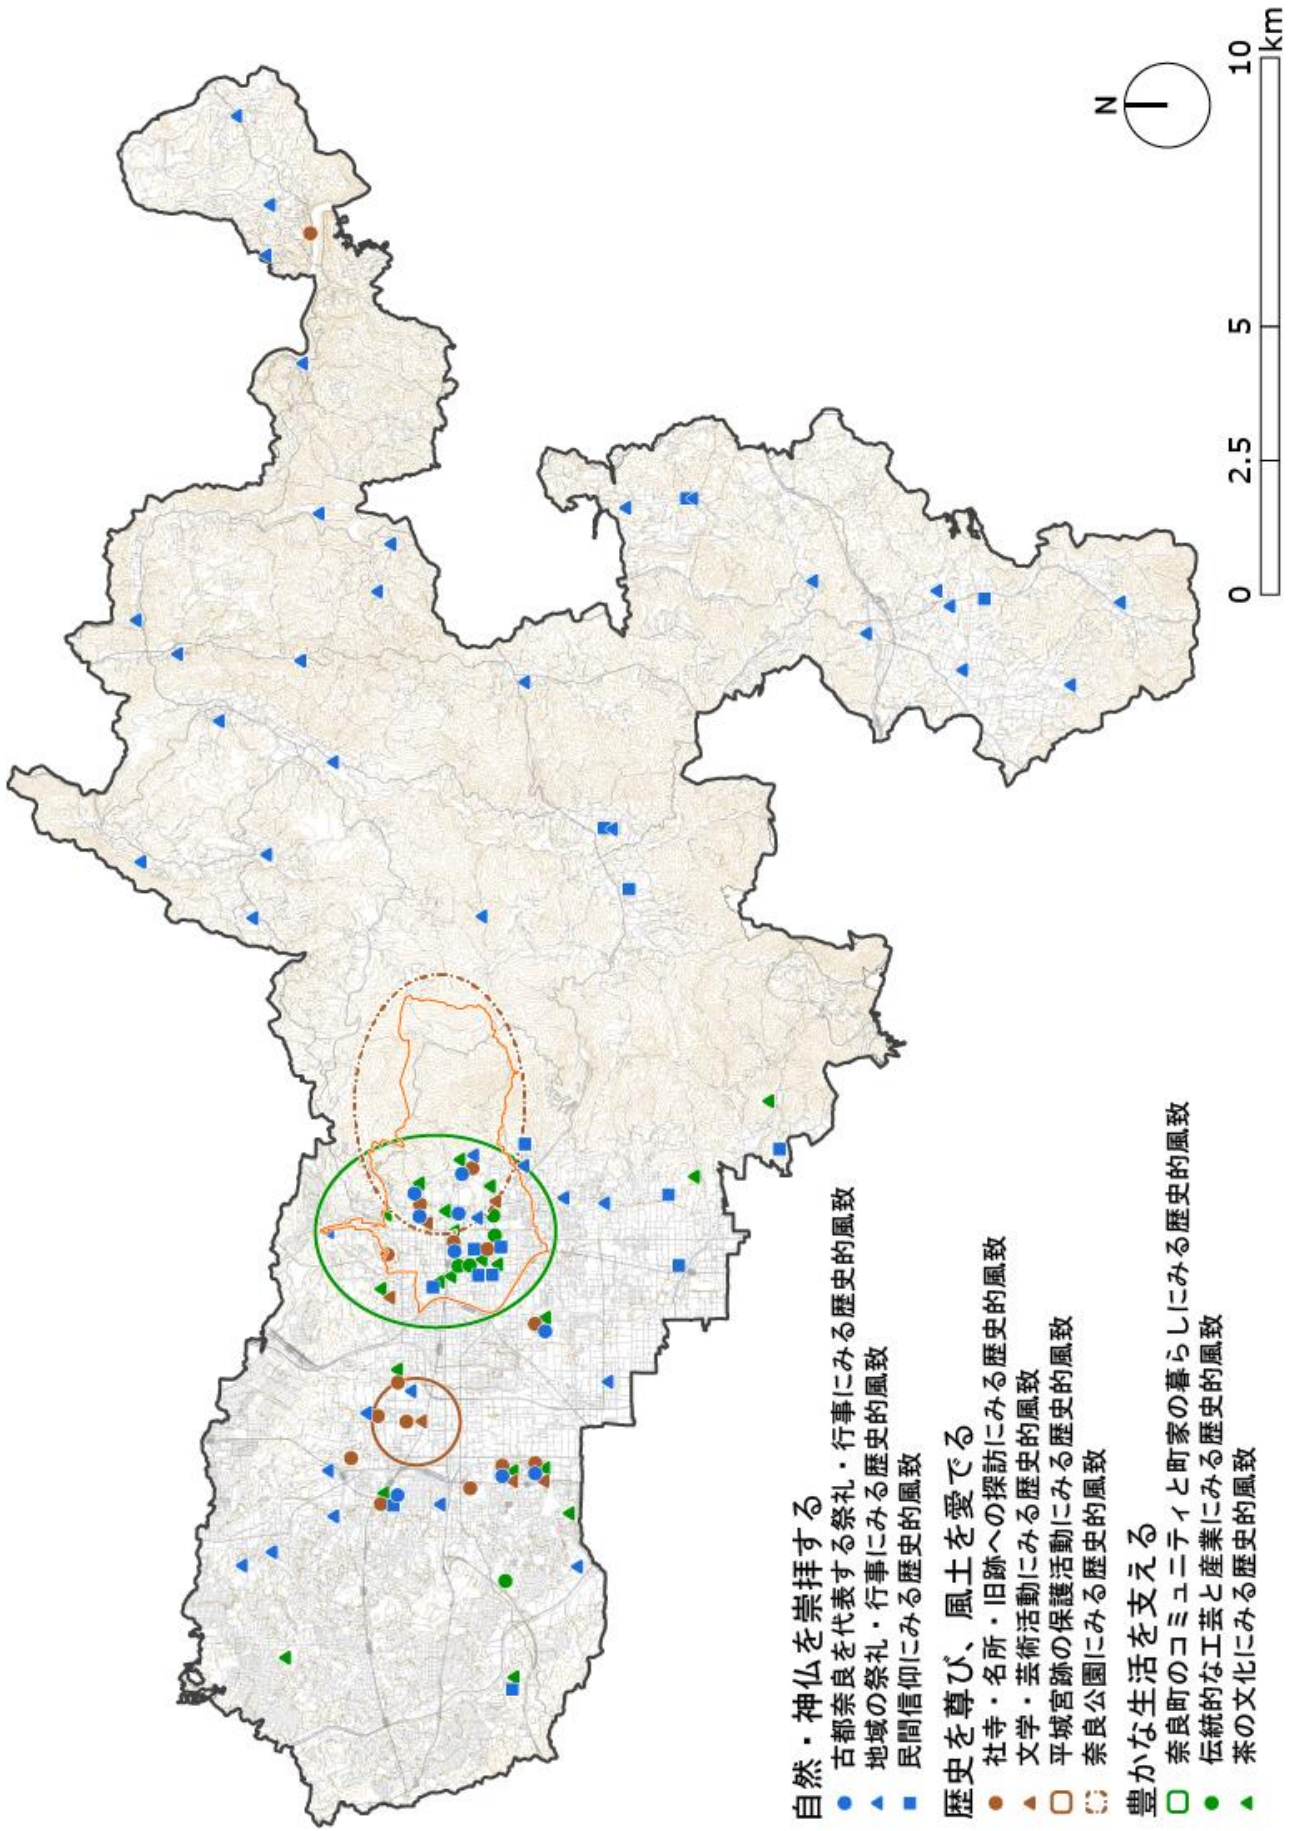 自然・神仏を崇拝する
古都奈良を代表する祭礼・行事にみる歴史的風致
地域の祭礼・行事にみる歴史的風致
民間信仰にみる歴史的風致
歴史を尊び、風土を愛でる
社寺・名所・旧跡への探訪にみる歴史的風致
文学・芸術活動にみる歴史的風致
平城宮跡の保護活動にみる歴史的風致
奈良公園にみる歴史的風致
豊かな生活を支える
奈良町のコミュニティと町家の暮らしにみる歴史的風致
伝統的な工芸と産業にみる歴史的風致
茶の文化にみる歴史的風致
N
0 2.5 5 10
km